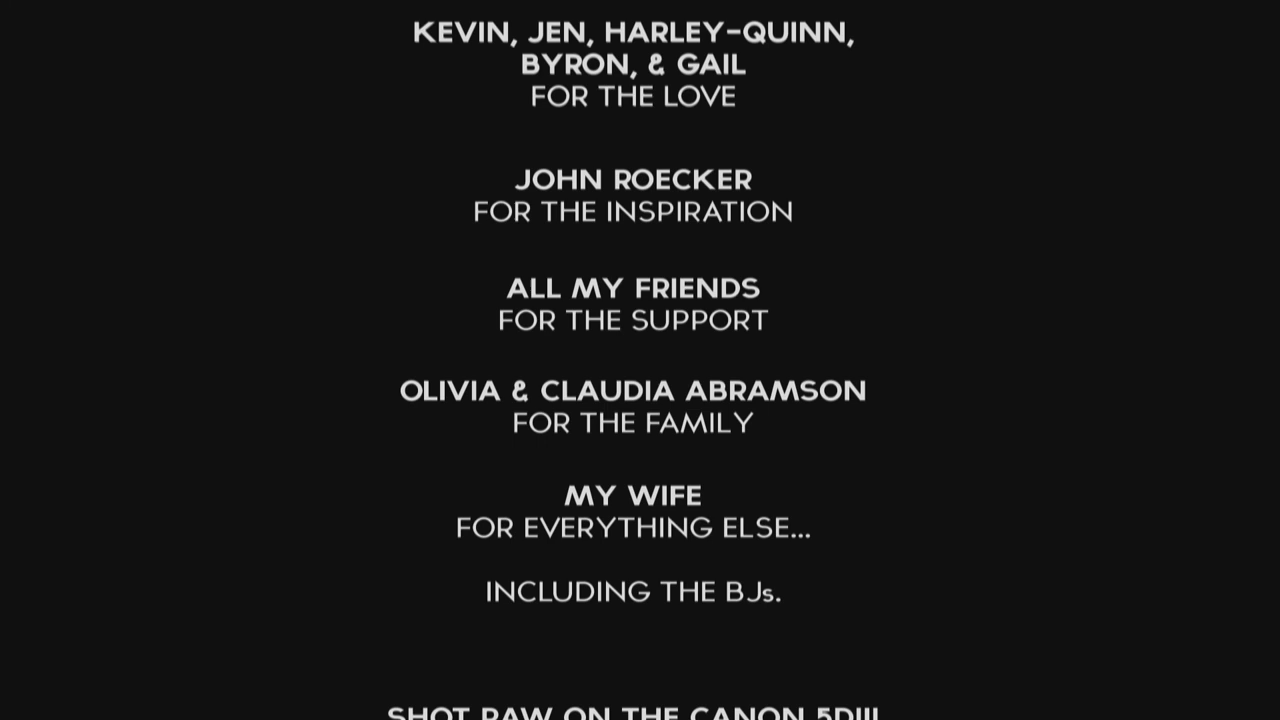 KEVIN, JEN, HARLEY-QUINN,
BYRON, & GAIL
FOR THE LOVE
JOHN ROECKER
FOR THE INSPIRATION
ALL MY FRIENDS
FOR THE SUPPORT
OLIVIA & CLAUDIA ABRAMSON
FOR THE FAMILY
MY WIFE
FOR EVERYTHING ELSE...
INCLUDING THE BJs.
SHOT RAW ON THE CANON 5DIII